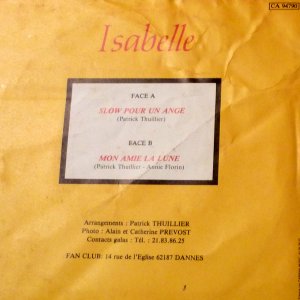 CA 94790
Isabelle
FACE A
SLOW POUR UN ANGE
(Patrick Thuillier)
FACE B
MON AMIE LA LUNE
(Patrick Thuillier - Annie Florin)
Arrangements : Patrick THUILLIER
Photo : Alain et Catherine PREVOST
Contacts galas : Tél. : 21.83.86.25
FAN CLUB: 14 rue de l'Eglise 62187 DANNES